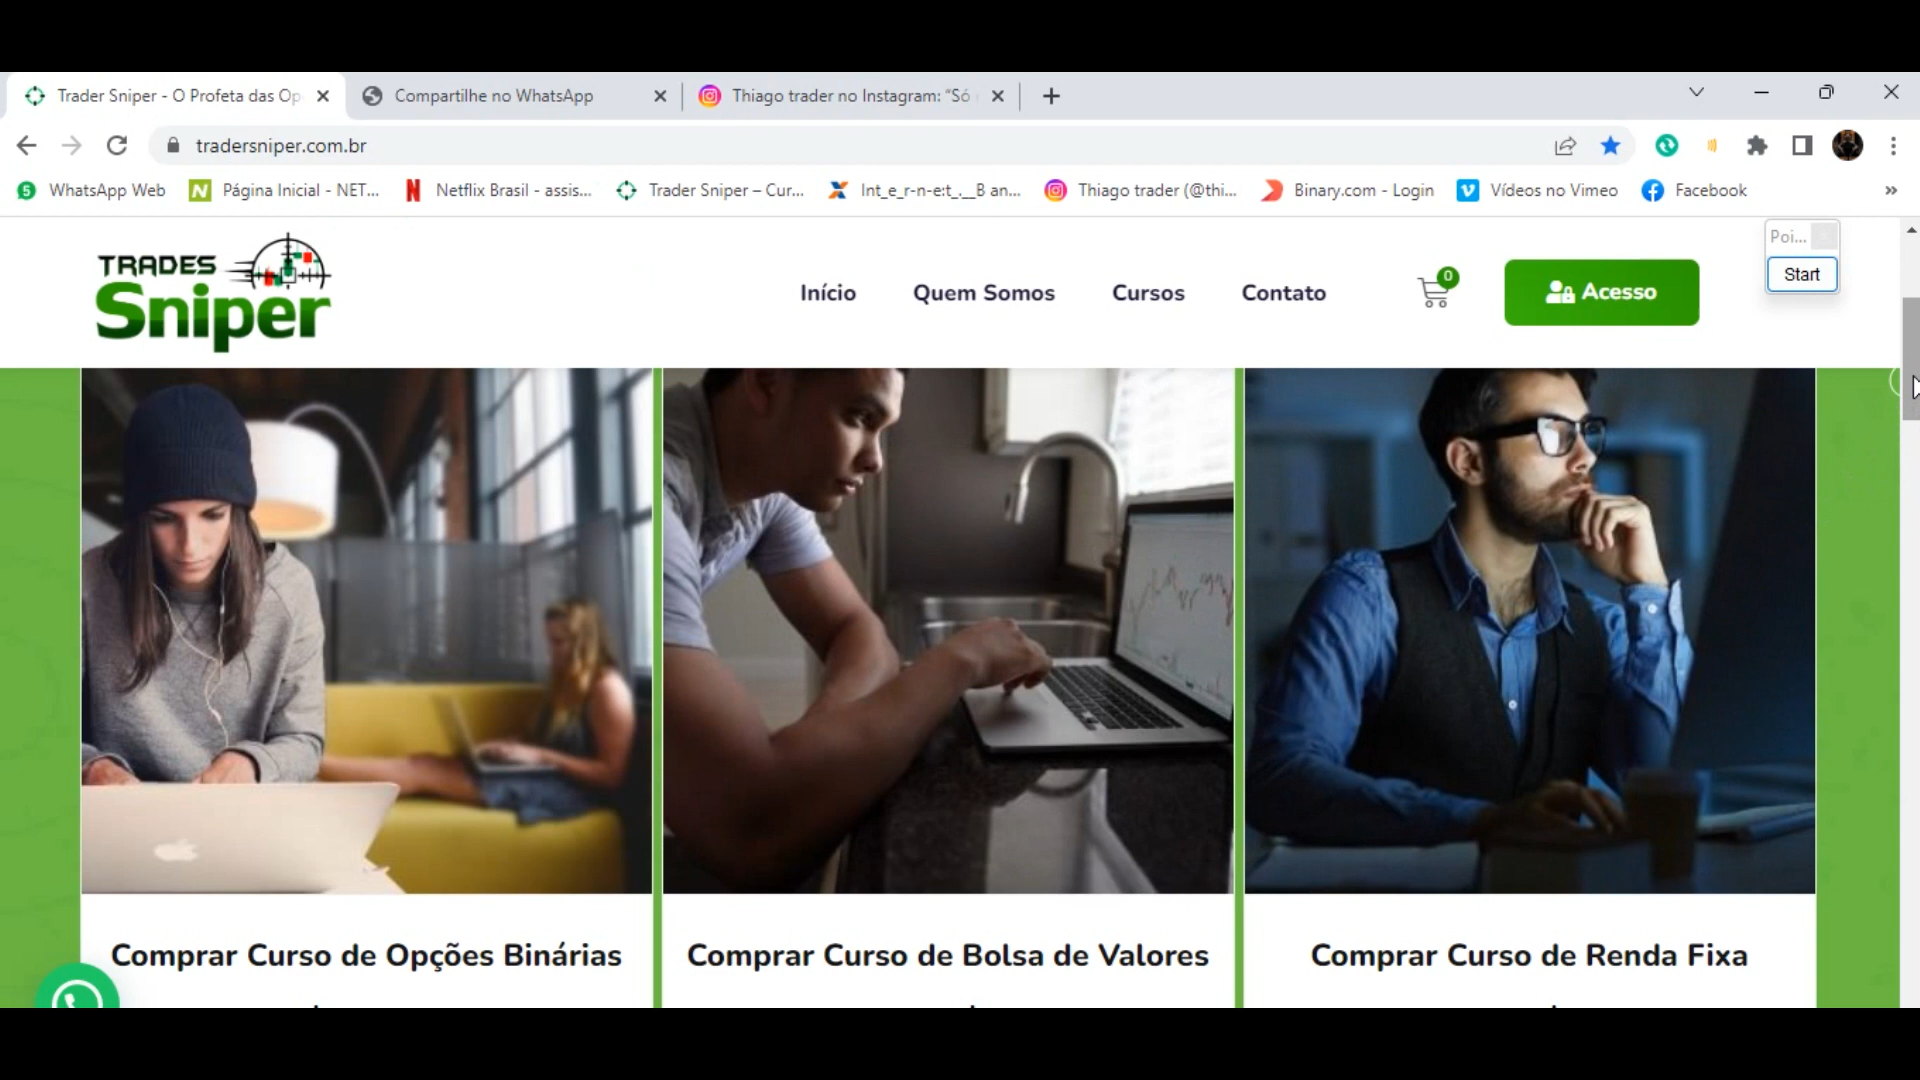 Trader Sniper - O Profeta das Op
Compartilhe no WhatsApp
Thiago trader no Instagram: "Só
tradersniper.com.br
5
WhatsApp Web
N
Página Inicial - NET...
N
Netflix Brasil - assis...
Trader Sniper – Cur...
Int_e_r-n-e:t_.__B an...
Thiago trader (@thi...
Binary.com - Login
Vídeos no Vimeo
Facebook
»
TRADES
Sniper
Início
Quem Somos
Cursos
Contato
0
Acesso
Poi...
Start
Comprar Curso de Opções Binárias
Comprar Curso de Bolsa de Valores
Comprar Curso de Renda Fixa